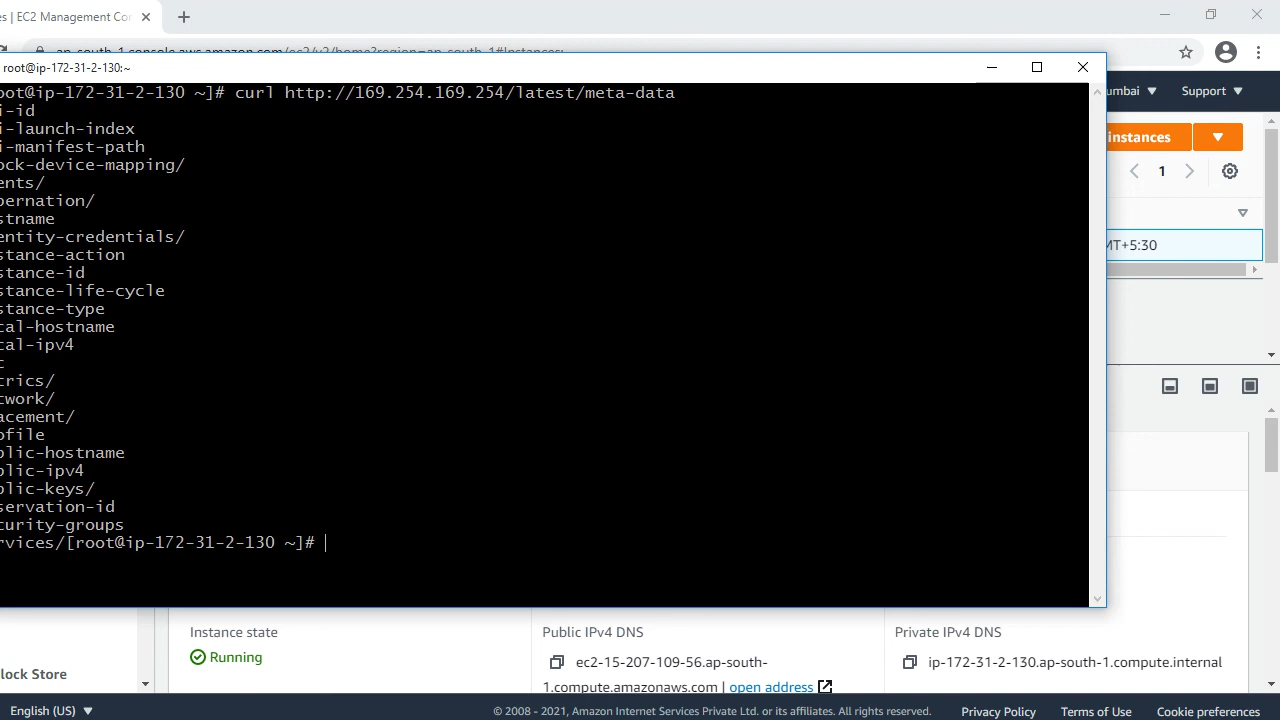 es | EC2 Management Con
ap-south-1.console.aws.amazon.com/ec2/v2/home?region=ap-south-1#Instances:
root@ip-172-31-2-130:~
umbai
Support
oot@ip-172-31-2-130 ~]# curl http://169.254.169.254/latest/meta-data
i-id
i-launch-index
i-manifest-path
ock-device-mapping/
ents/
bernation/
stname
entity-credentials/
stance-action
stance-id
stance-life-cycle
stance-type
cal-hostname
cal-ipv4
c
trics/
twork/
acement/
ofile
blic-hostname
blic-ipv4
blic-keys/
servation-id
curity-groups
rvices/[root@ip-172-31-2-130 ~]#
instances
1
MT+5:30
Instance state
Running
Public IPv4 DNS
ec2-15-207-109-56.ap-south-
1.compute.amazonaws.com | open address
Private IPv4 DNS
ip-172-31-2-130.ap-south-1.compute.internal
lock Store
English (US)
© 2008 - 2021, Amazon Internet Services Private Ltd. or its affiliates. All rights reserved.
Privacy Policy
Terms of Use
Cookie preferences